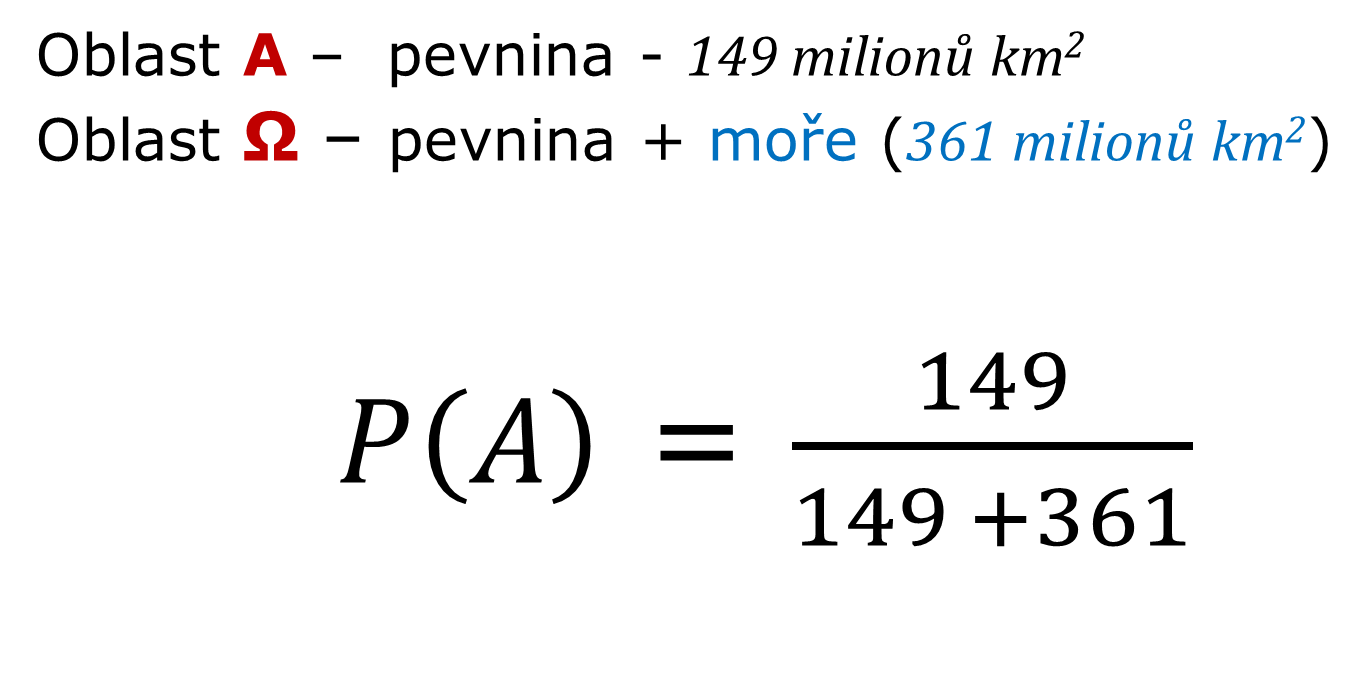 Oblast A – pevnina - 149 milionů km²
Oblast Ω – pevnina + moře (361 milionů km²)
149
P(A) =
149 +361